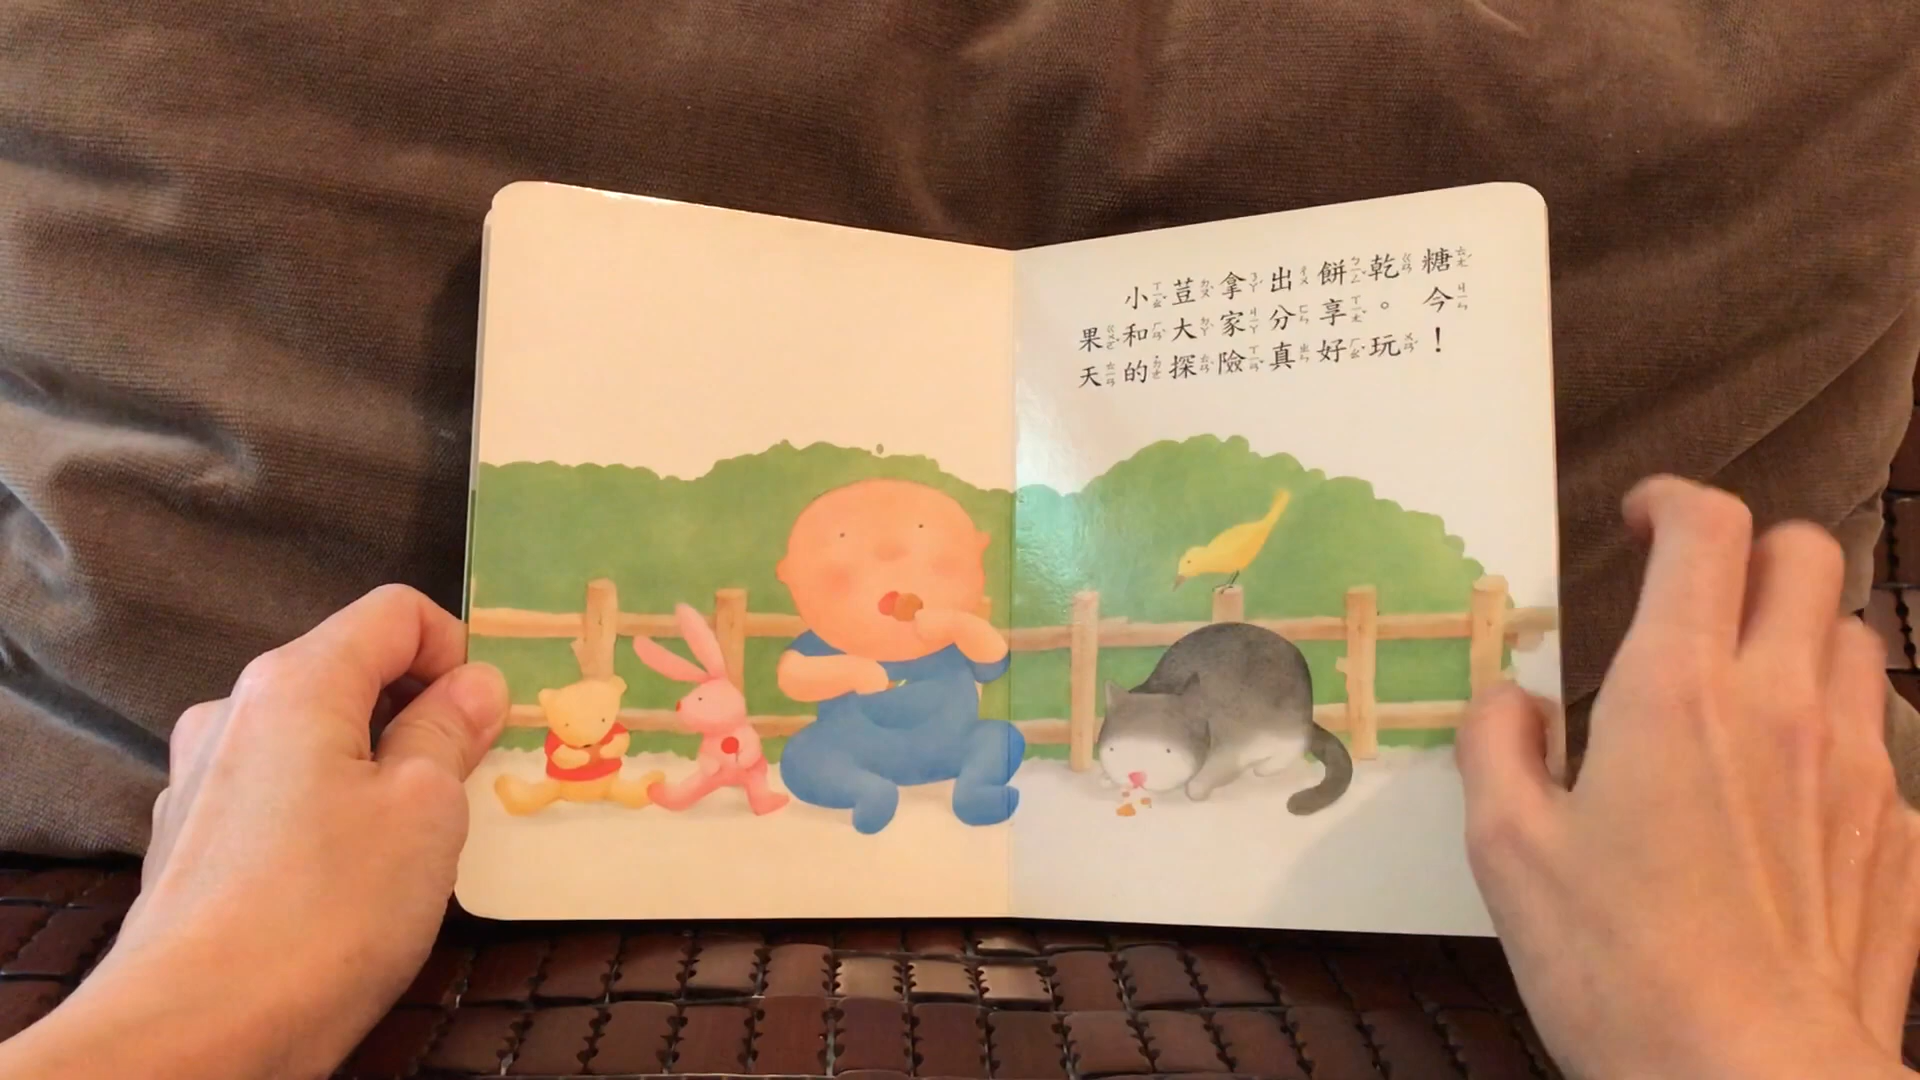 小荳拿出餅乾糖
果和大家分享。今
天的探險真好玩！